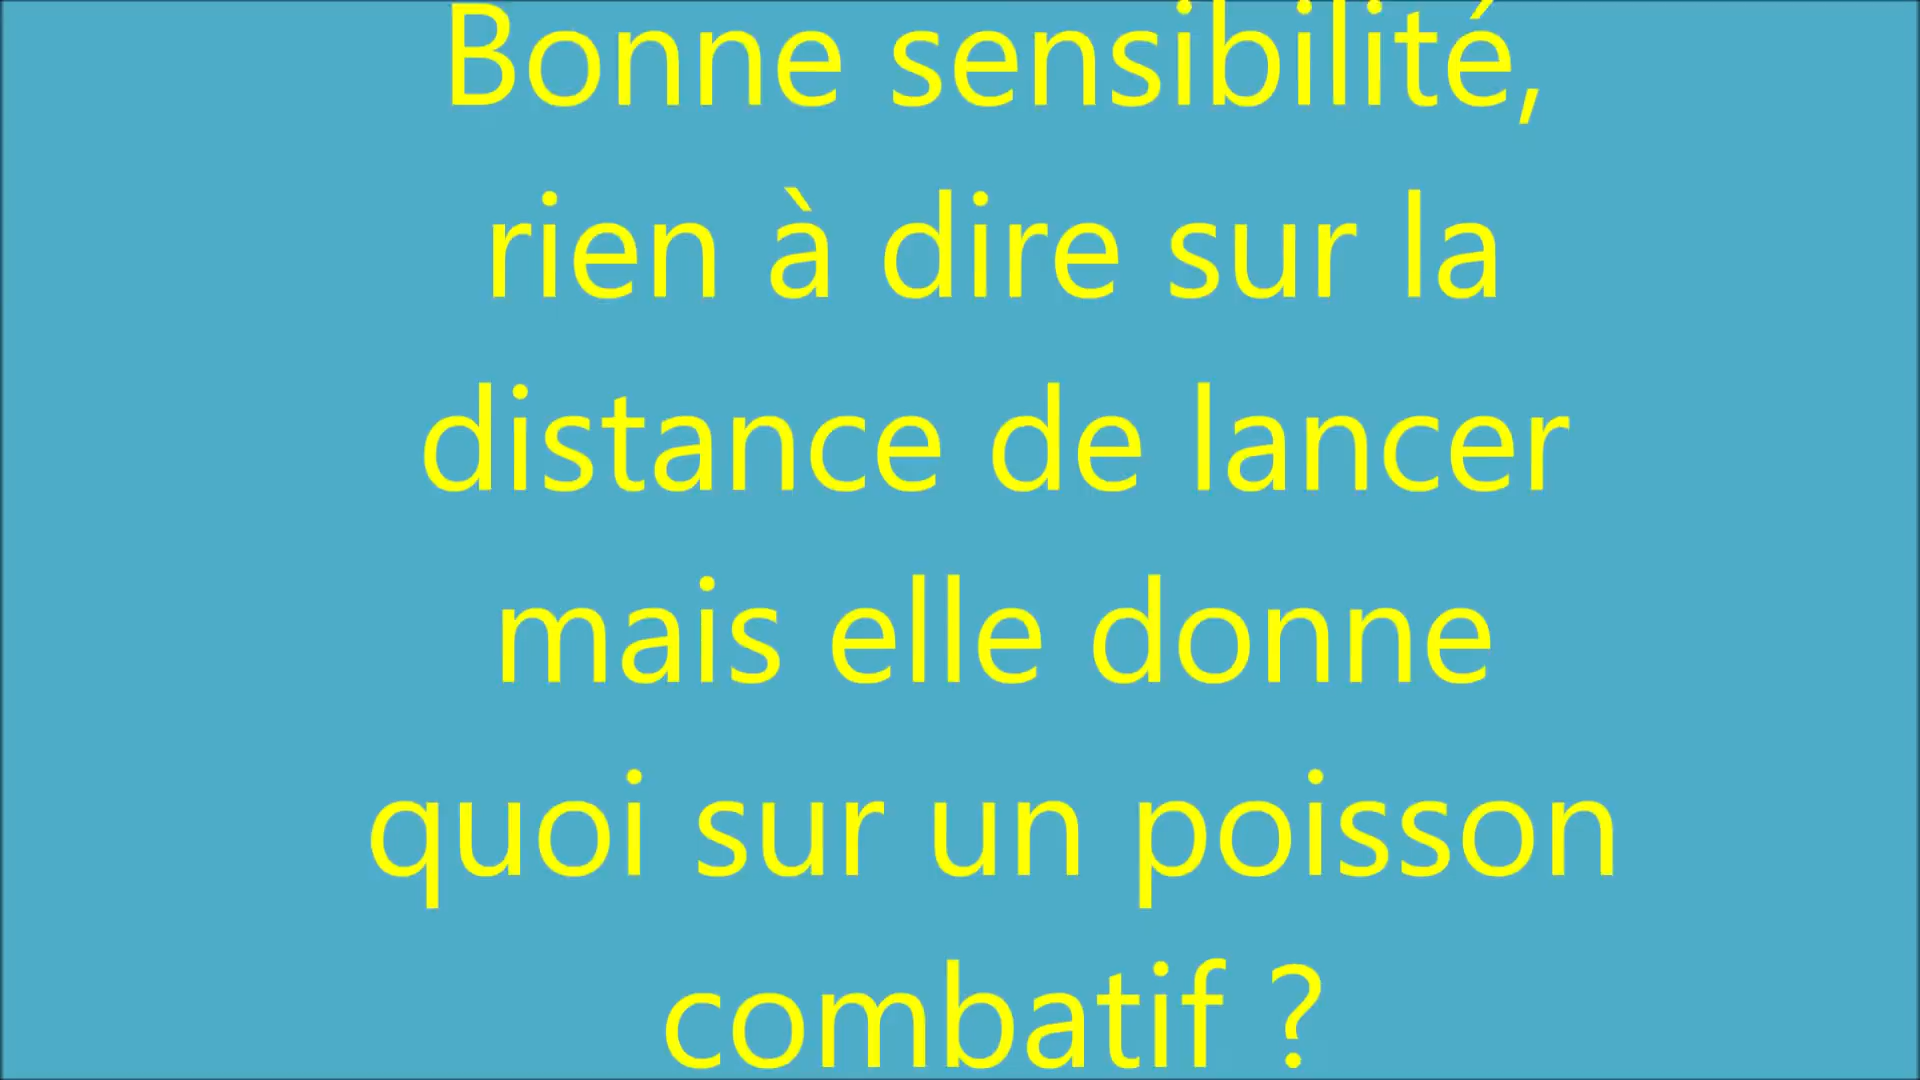 Bonne sensibilité,
rien à dire sur la
distance de lancer
mais elle donne
quoi sur un poisson
combatif ?